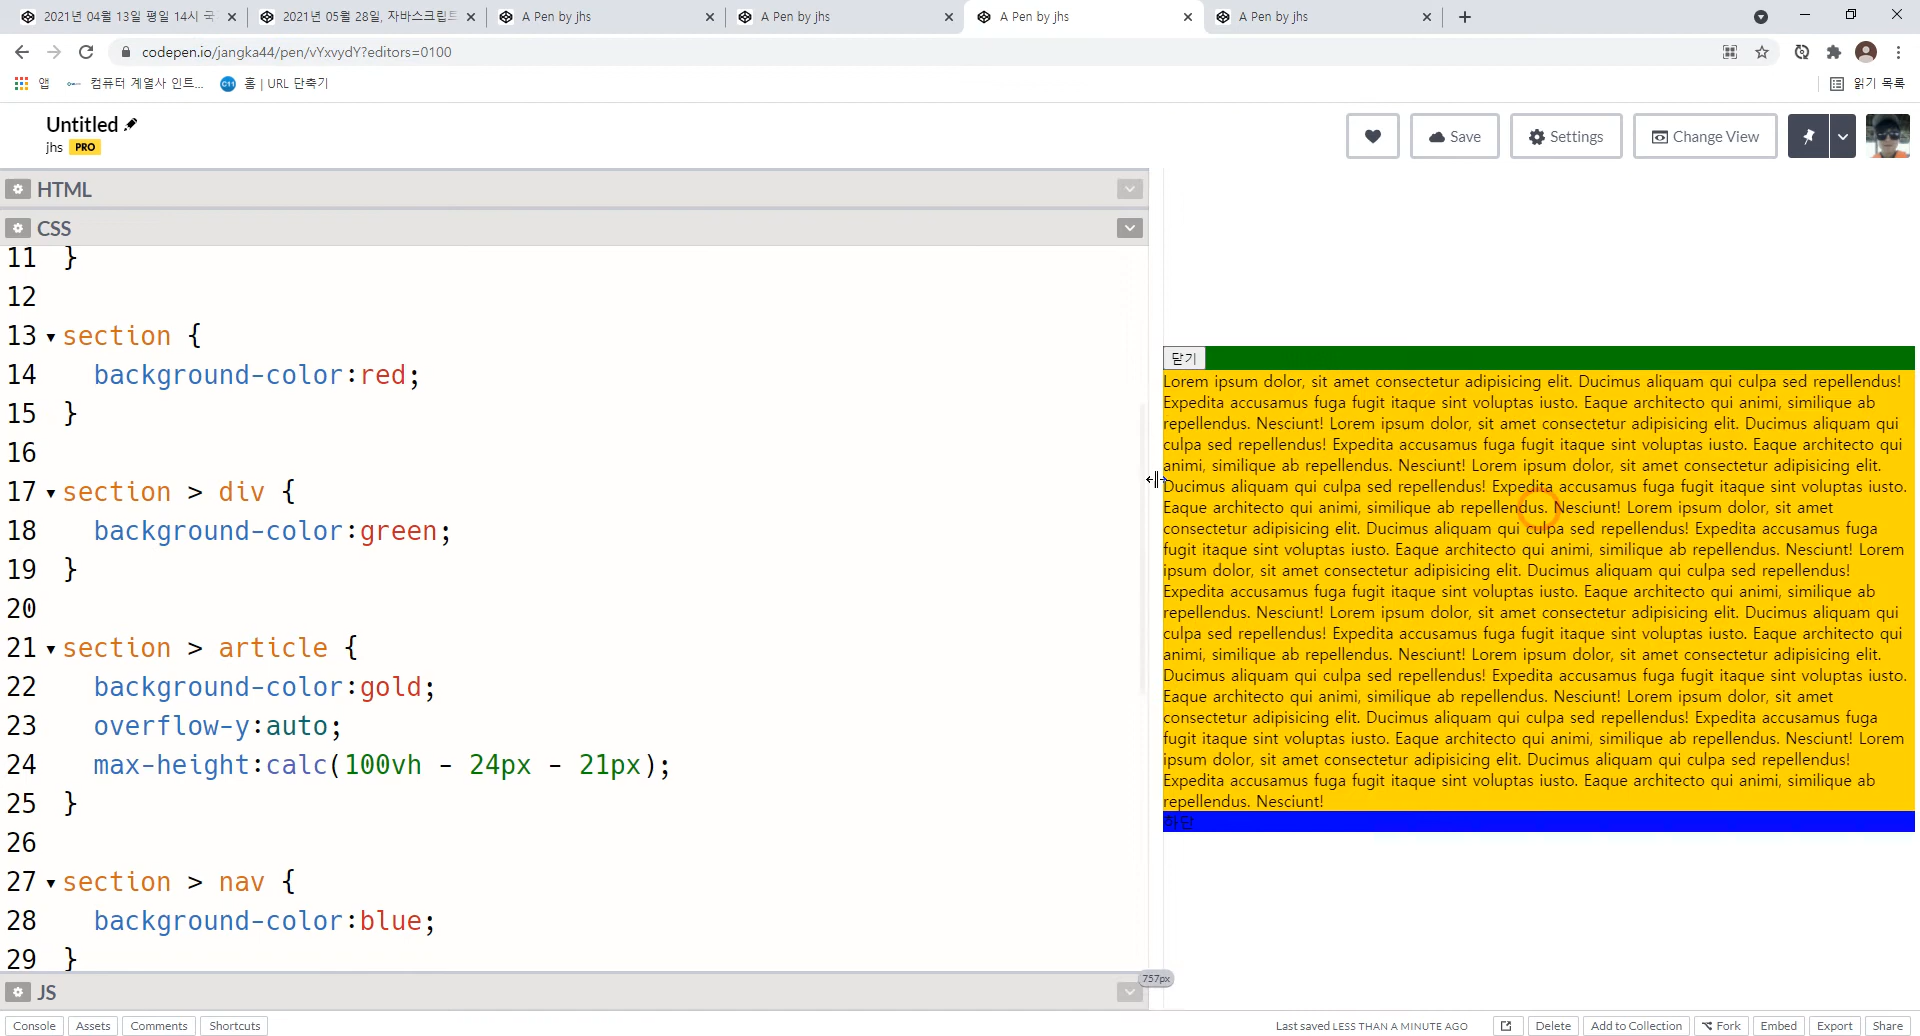 2021년 04월 13일 평일 14시 국
2021년 05월 28일, 자바스크립트
A Pen by jhs
A Pen by jhs
A Pen by jhs
A Pen by jhs
codepen.io/jangka44/pen/vYxvydY?editors=0100
앱
컴퓨터 계열사 인트...
C11
홈 | URL 단축기
읽기 목록
Untitled
jhs PRO
Save
Settings
Change View
HTML
CSS
11 }
12
13 section {
14 background-color:red;
15 }
16
17 section > div {
18 background-color:green;
19 }
20
21 section > article {
22 background-color:gold;
23 overflow-y:auto;
24 max-height:calc(100vh - 24px - 21px);
25 }
26
27 section > nav {
28 background-color:blue;
29 }
닫기
Lorem ipsum dolor, sit amet consectetur adipisicing elit. Ducimus aliquam qui culpa sed repellendus!
Expedita accusamus fuga fugit itaque sint voluptas iusto. Eaque architecto qui animi, similique ab
repellendus. Nesciunt! Lorem ipsum dolor, sit amet consectetur adipisicing elit. Ducimus aliquam qui
culpa sed repellendus! Expedita accusamus fuga fugit itaque sint voluptas iusto. Eaque architecto qui
animi, similique ab repellendus. Nesciunt! Lorem ipsum dolor, sit amet consectetur adipisicing elit.
Ducimus aliquam qui culpa sed repellendus! Expedita accusamus fuga fugit itaque sint voluptas iusto.
Eaque architecto qui animi, similique ab repellendus. Nesciunt! Lorem ipsum dolor, sit amet
consectetur adipisicing elit. Ducimus aliquam qui culpa sed repellendus! Expedita accusamus fuga
fugit itaque sint voluptas iusto. Eaque architecto qui animi, similique ab repellendus. Nesciunt! Lorem
ipsum dolor, sit amet consectetur adipisicing elit. Ducimus aliquam qui culpa sed repellendus!
Expedita accusamus fuga fugit itaque sint voluptas iusto. Eaque architecto qui animi, similique ab
repellendus. Nesciunt! Lorem ipsum dolor, sit amet consectetur adipisicing elit. Ducimus aliquam qui
culpa sed repellendus! Expedita accusamus fuga fugit itaque sint voluptas iusto. Eaque architecto qui
animi, similique ab repellendus. Nesciunt! Lorem ipsum dolor, sit amet consectetur adipisicing elit.
Ducimus aliquam qui culpa sed repellendus! Expedita accusamus fuga fugit itaque sint voluptas iusto.
Eaque architecto qui animi, similique ab repellendus. Nesciunt! Lorem ipsum dolor, sit amet
consectetur adipisicing elit. Ducimus aliquam qui culpa sed repellendus! Expedita accusamus fuga
fugit itaque sint voluptas iusto. Eaque architecto qui animi, similique ab repellendus. Nesciunt! Lorem
ipsum dolor, sit amet consectetur adipisicing elit. Ducimus aliquam qui culpa sed repellendus!
Expedita accusamus fuga fugit itaque sint voluptas iusto. Eaque architecto qui animi, similique ab
repellendus. Nesciunt!
하단
757px
JS
Console
Assets
Comments
Shortcuts
Last saved LESS THAN A MINUTE AGO
Delete
Add to Collection
Fork
Embed
Export
Share